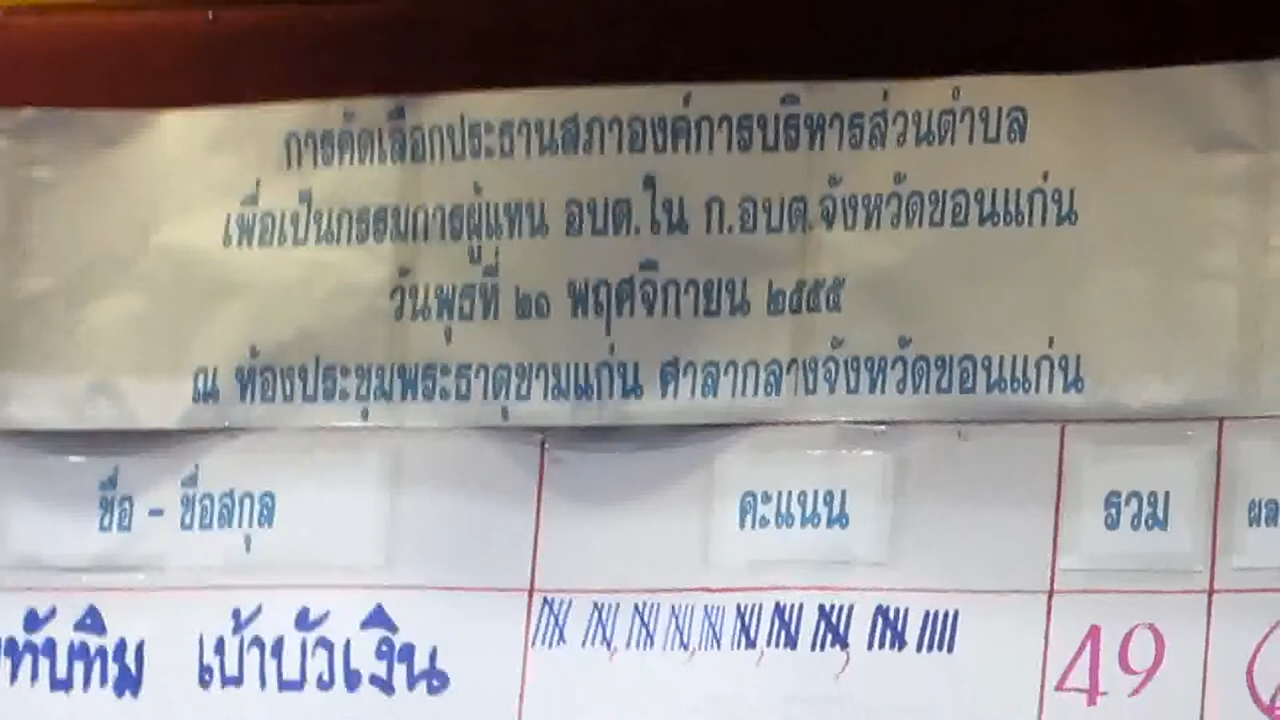 การคัดเลือกประธานสภาองค์การบริหารส่วนตำบล
เพื่อเป็นกรรมการผู้แทน อบต.ใน ก.อบต.จังหวัดขอนแก่น
วันพุธที่ ๒๑ พฤศจิกายน ๒๕๕๕
ณ ห้องประชุมพระธาตุขามแก่น ศาลากลางจังหวัดขอนแก่น
ชื่อ - ชื่อสกุล คะแนน รวม ผล
ทับทิม เบ้าบัวเงิน 49